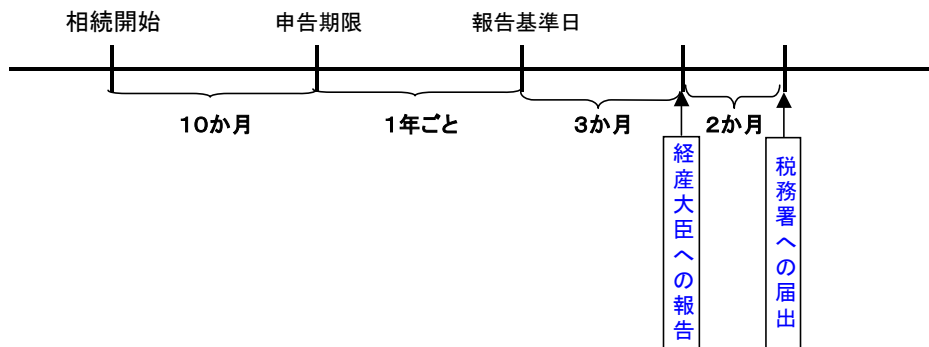 相続開始
申告期限
報告基準日
10か月
1年ごと
3か月
2か月
経産大臣への報告
税務署への届出